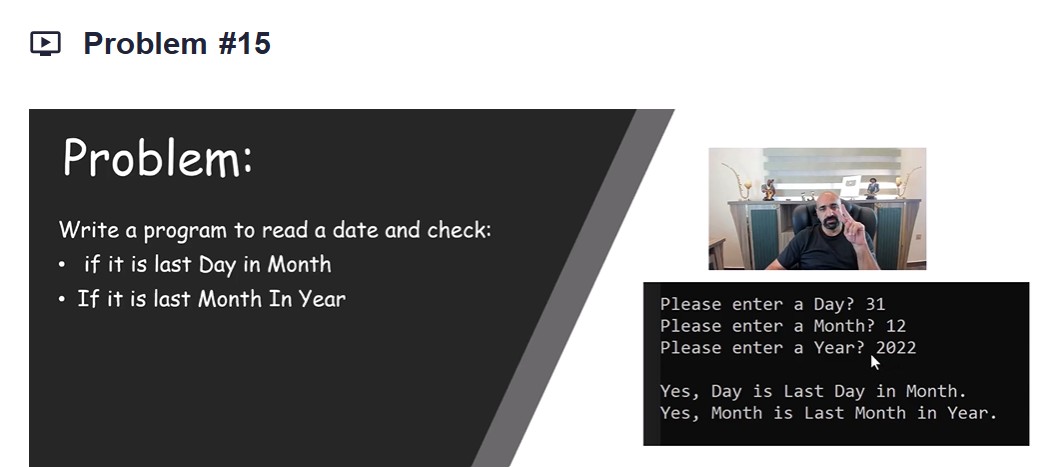 Problem #15
Problem:
Write a program to read a date and check:
• if it is last Day in Month
• If it is last Month In Year
Please enter a Day? 31
Please enter a Month? 12
Please enter a Year? 2022
Yes, Day is Last Day in Month.
Yes, Month is Last Month in Year.